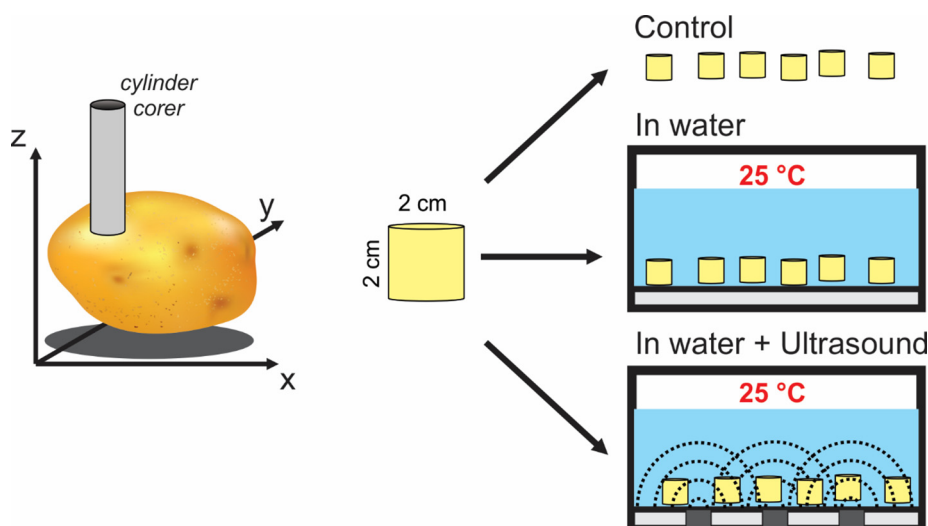 cylinder
corer
z
y
x
2 cm
2 cm
Control
In water
25 °C
In water + Ultrasound
25 °C